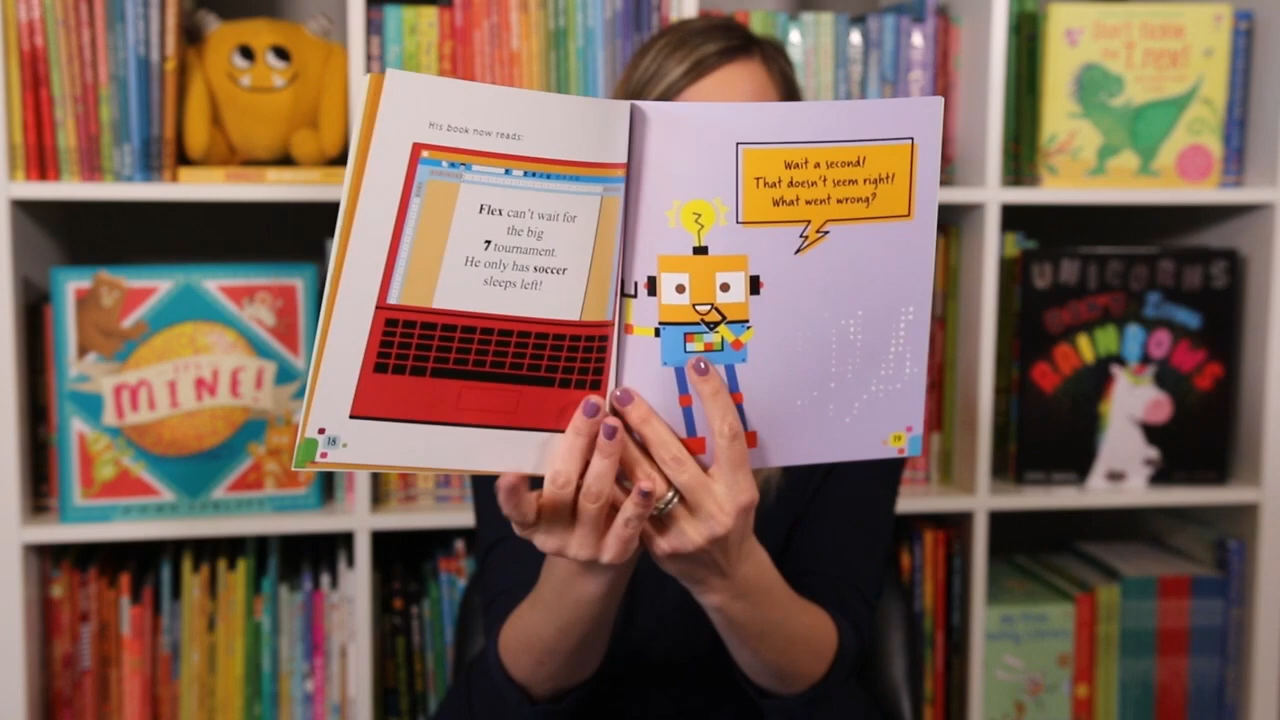 His book now reads:
Flex can't wait for
the big
7 tournament.
He only has soccer
sleeps left!
18
Wait a second!
That doesn't seem right!
What went wrong?
19
MINE!
UNICORNS
RAINBOWS